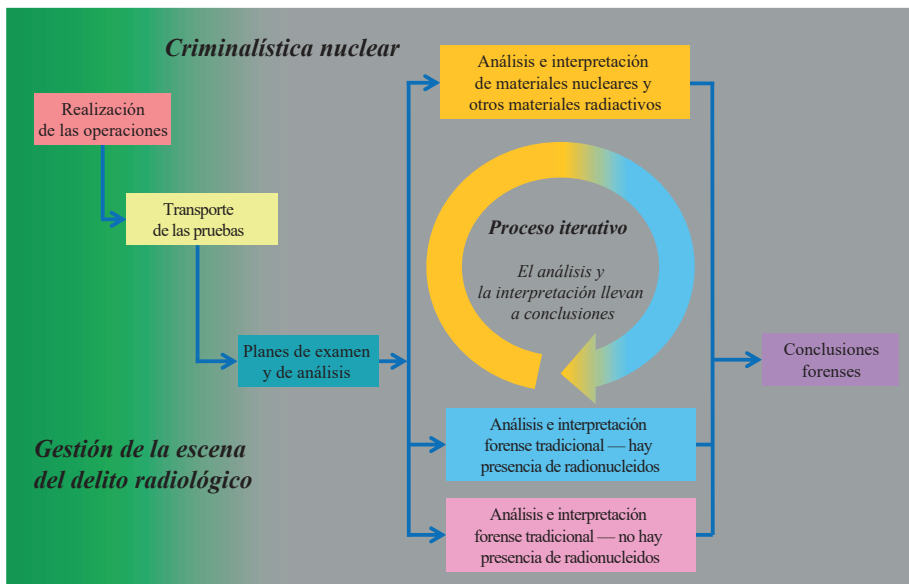 Criminalística nuclear
Realización
de las operaciones
Transporte
de las pruebas
Planes de examen
y de análisis
Gestión de la escena
del delito radiológico
Análisis e interpretación
de materiales nucleares y
otros materiales radiactivos
Proceso iterativo
El análisis y
la interpretación llevan
a conclusiones
Análisis e interpretación
forense tradicional — hay
presencia de radionucleidos
Análisis e interpretación
forense tradicional — no hay
presencia de radionucleidos
Conclusiones
forenses